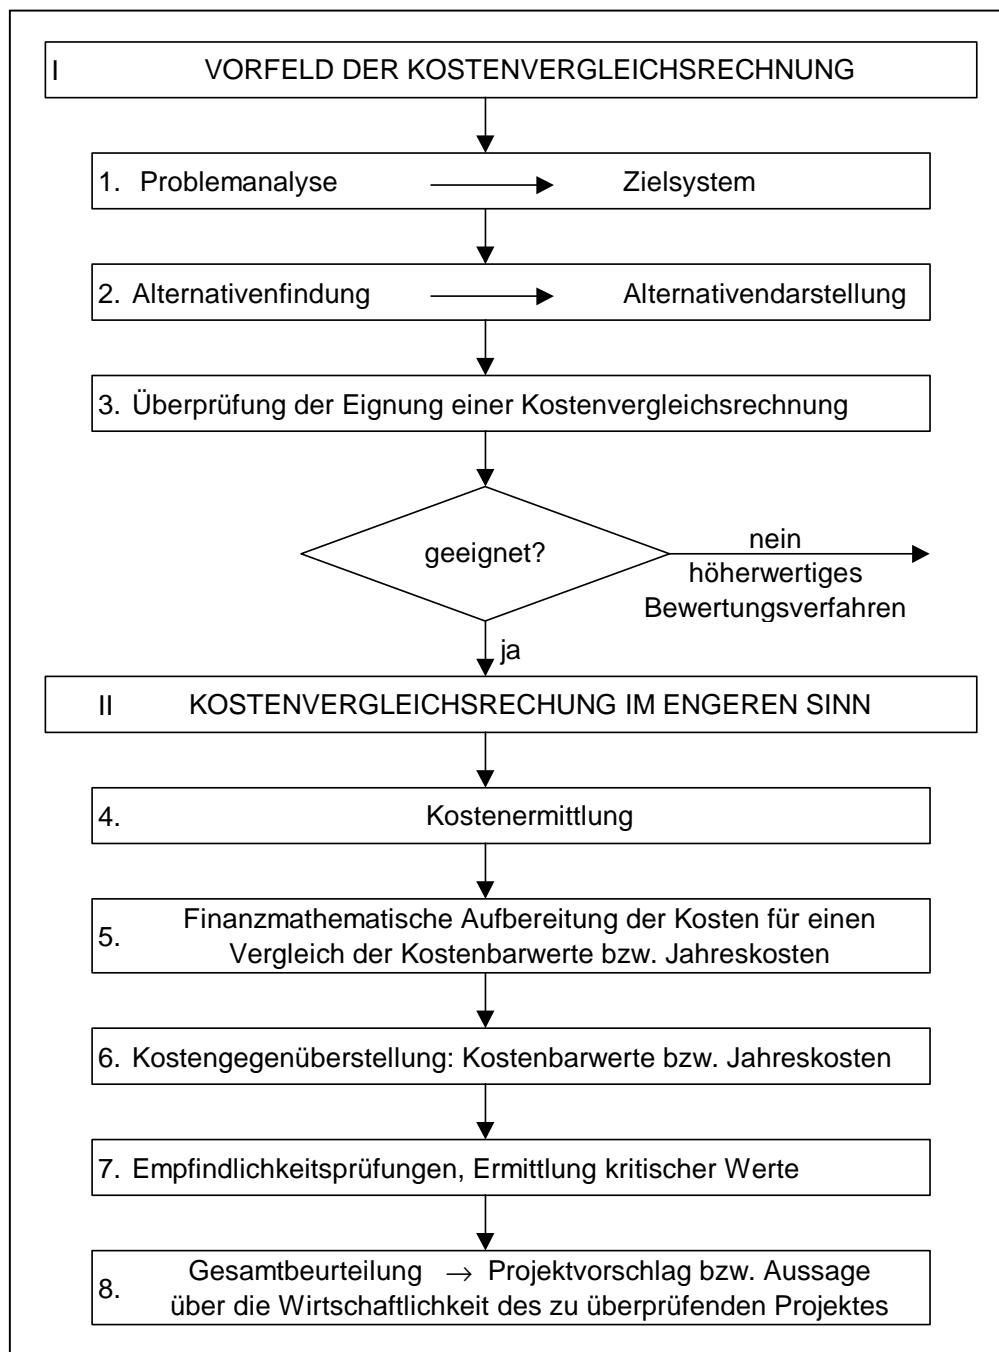 I VORFELD DER KOSTENVERGLEICHSRECHNUNG
1. Problemanalyse Zielsystem
2. Alternativenfindung Alternativendarstellung
3. Überprüfung der Eignung einer Kostenvergleichsrechnung
geeignet?
nein
höherwertiges
Bewertungsverfahren
ja
II KOSTENVERGLEICHSRECHUNG IM ENGEREN SINN
4. Kostenermittlung
5. Finanzmathematische Aufbereitung der Kosten für einen
Vergleich der Kostenbarwerte bzw. Jahreskosten
6. Kostengegenüberstellung: Kostenbarwerte bzw. Jahreskosten
7. Empfindlichkeitsprüfungen, Ermittlung kritischer Werte
8. Gesamtbeurteilung → Projektvorschlag bzw. Aussage
über die Wirtschaftlichkeit des zu überprüfenden Projektes